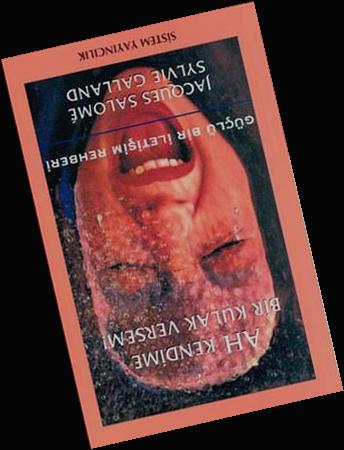 AH KENDİME
BİR KULAK VERSEM!
GÜÇLÜ BİR İLETİŞİM REHBERİ
JACQUES SALOMÉ
SYLVIE GALLAND
SİSTEM YAYINCILIK